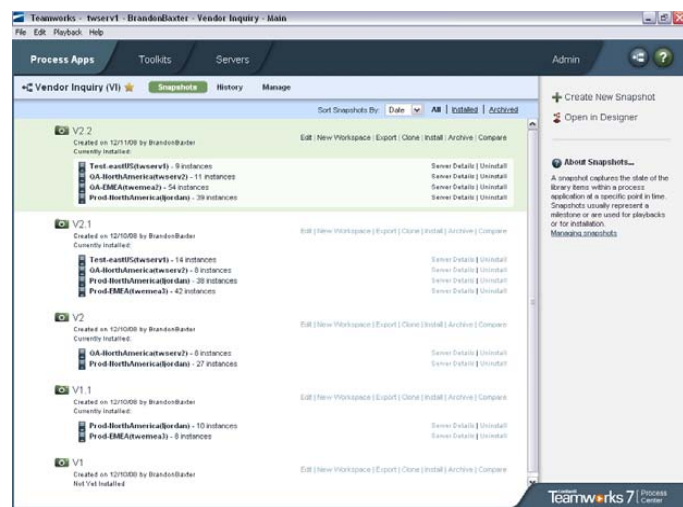 Teamworks - twserv1 - BrandonBaxter - Vendor Inquiry - Main
File Edit Playback Help
Process Apps Toolkits Servers Admin
Vendor Inquiry (VI) Snapshots History Manage
Sort Snapshots By: Date All | Installed | Archived
V2.2
Created on 12/11/08 by BrandonBaxter
Edit | New Workspace | Export | Clone | Install | Archive | Compare
Currently Installed:
Test-eastUS(twserv1) - 9 instances Server Details | Uninstall
QA-NorthAmerica(twserv2) - 11 instances Server Details | Uninstall
QA-EMEA(twemea2) - 54 instances Server Details | Uninstall
Prod-NorthAmerica(ljordan) - 39 instances Server Details | Uninstall
V2.1
Created on 12/10/08 by BrandonBaxter
Edit | New Workspace | Export | Clone | Install | Archive | Compare
Currently Installed:
Test-eastUS(twserv1) - 14 instances Server Details | Uninstall
QA-NorthAmerica(twserv2) - 8 instances Server Details | Uninstall
Prod-NorthAmerica(ljordan) - 38 instances Server Details | Uninstall
Prod-EMEA(twemea3) - 42 instances Server Details | Uninstall
V2
Created on 12/10/08 by BrandonBaxter
Edit | New Workspace | Export | Clone | Install | Archive | Compare
Currently Installed:
QA-NorthAmerica(twserv2) - 8 instances Server Details | Uninstall
Prod-NorthAmerica(ljordan) - 27 instances Server Details | Uninstall
V1.1
Created on 12/10/08 by BrandonBaxter
Edit | New Workspace | Export | Clone | Install | Archive | Compare
Currently Installed:
Prod-NorthAmerica(ljordan) - 10 instances Server Details | Uninstall
Prod-EMEA(twemea3) - 8 instances Server Details | Uninstall
V1
Created on 12/10/08 by BrandonBaxter
Edit | New Workspace | Export | Clone | Install | Archive | Compare
Not Yet Installed
Create New Snapshot
Open in Designer
About Snapshots...
A snapshot captures the state of the
library items within a process
application at a specific point in time.
Snapshots usually represent a
milestone or are used for playbacks
or for installation.
Managing snapshots
Teamworks 7 [ Process Center